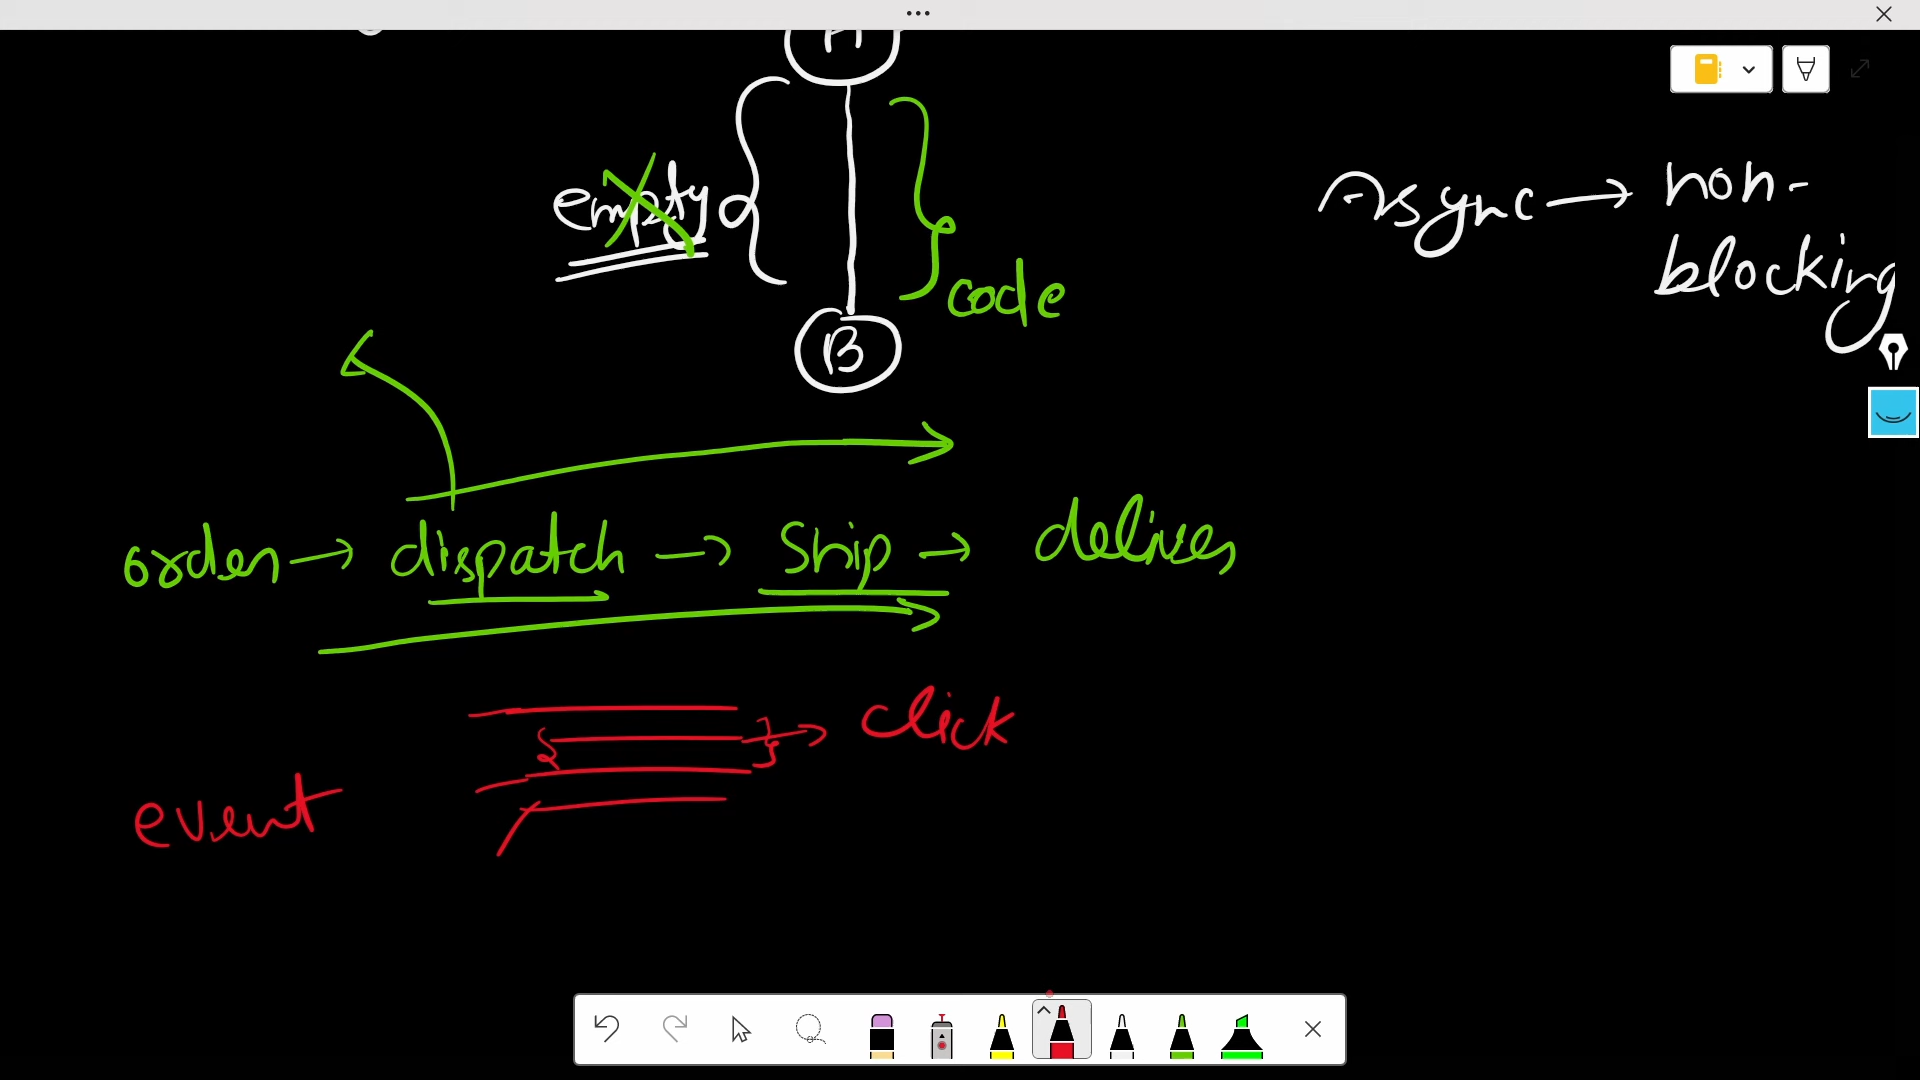 A
empty
code
Async → non-
blocking
B
order → dispatch → Ship → deliver
click
event